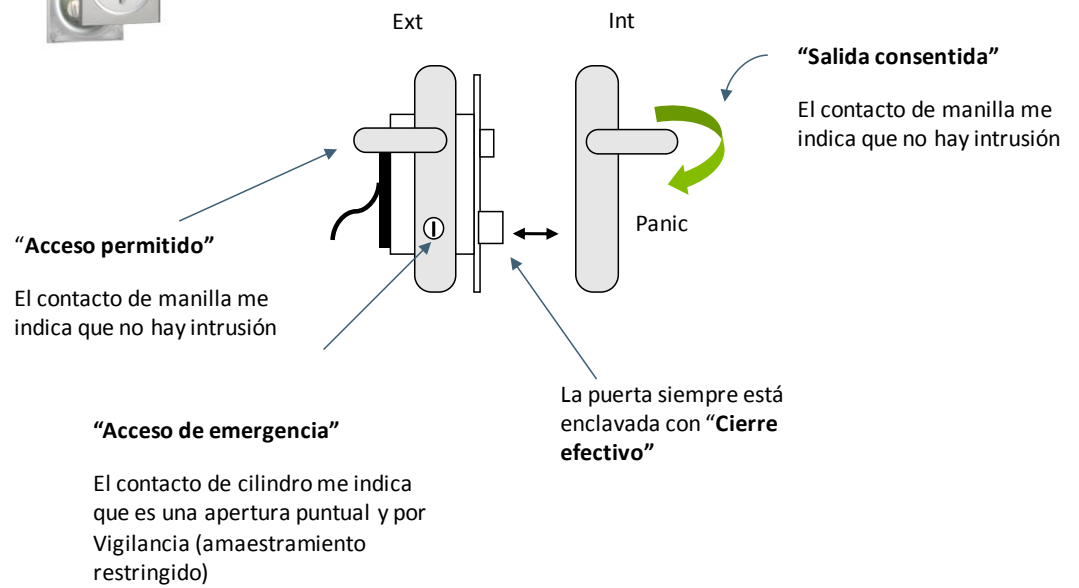 Ext
Int
“Salida consentida”
El contacto de manilla me
indica que no hay intrusión
Panic
“Acceso permitido”
El contacto de manilla me
indica que no hay intrusión
La puerta siempre está
enclavada con “Cierre
efectivo”
“Acceso de emergencia”
El contacto de cilindro me indica
que es una apertura puntual y por
Vigilancia (amaestramiento
restringido)